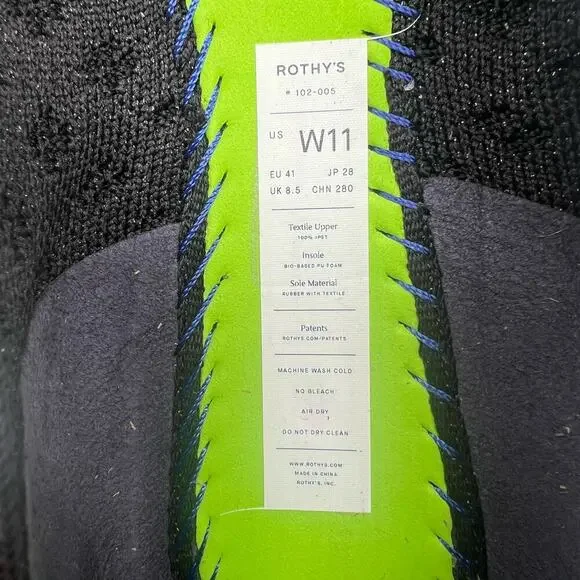 ROTHY'S
# 102-005
US W11
EU 41 JP 28
UK 8.5 CHN 280
Textile Upper
100% rPET
Insole
BIO-BASED PU FOAM
Sole Material
RUBBER WITH TEXTILE
Patents
ROTHYS.COM/PATENTS
MACHINE WASH COLD
NO BLEACH
AIR DRY
DO NOT DRY CLEAN
WWW.ROTHYS.COM
MADE IN CHINA
ROTHY'S, INC.